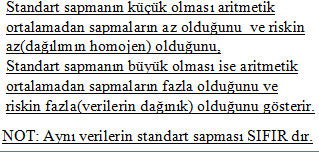 Standart sapmanın küçük olması aritmetik
ortalamadan sapmaların az olduğunu ve riskin
az(dağılımın homojen) olduğunu,
Standart sapmanın büyük olması ise aritmetik
ortalamadan sapmaların fazla olduğunu ve
riskin fazla(verilerin dağınık) olduğunu gösterir.
NOT: Aynı verilerin standart sapması SIFIR dır.